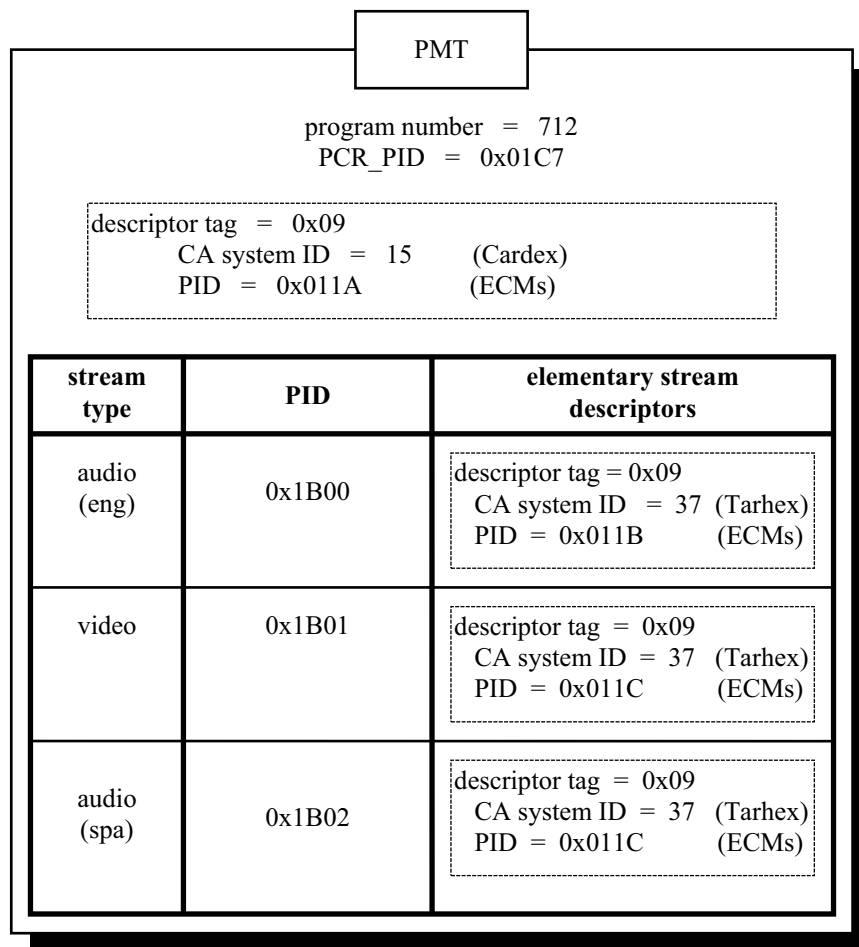 PMT
program number = 712
PCR_PID = 0x01C7
descriptor tag = 0x09
CA system ID = 15 (Cardex)
PID = 0x011A (ECMs)
stream type PID elementary stream descriptors
audio (eng) 0x1B00
descriptor tag = 0x09
CA system ID = 37 (Tarhex)
PID = 0x011B (ECMs)
video 0x1B01
descriptor tag = 0x09
CA system ID = 37 (Tarhex)
PID = 0x011C (ECMs)
audio (spa) 0x1B02
descriptor tag = 0x09
CA system ID = 37 (Tarhex)
PID = 0x011C (ECMs)